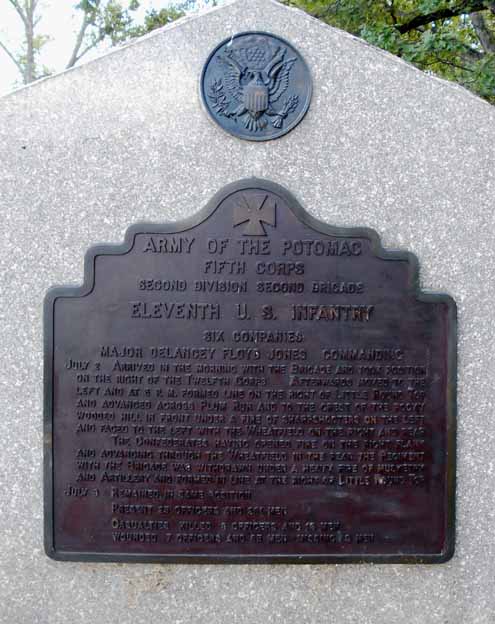 ARMY OF THE POTOMAC
FIFTH CORPS
SECOND DIVISION SECOND BRIGADE
ELEVENTH U. S. INFANTRY
SIX COMPANIES
MAJOR DELANCEY FLOYD JONES COMMANDING
JULY 2 ARRIVED IN THE MORNING WITH THE BRIGADE AND TOOK POSITION
ON THE RIGHT OF THE TWELFTH CORPS AFTERWARDS MOVED TO THE
LEFT AND AT 5 P. M. FORMED LINE ON THE RIGHT OF LITTLE ROUND TOP
AND ADVANCED ACROSS PLUM RUN AND TO THE CREST OF THE ROCKY
WOODED HILL IN FRONT UNDER A FIRE OF SHARPSHOOTERS ON THE LEFT
AND FACED TO THE LEFT WITH THE WHEATFIELD ON THE RIGHT AND REAR
THE CONFEDERATES HAVING OPENED FIRE ON THE RIGHT FLANK
AND ADVANCING THROUGH THE WHEATFIELD IN THE REAR THE REGIMENT
WITH THE BRIGADE WAS WITHDRAWN UNDER A HEAVY FIRE OF MUSKETRY
AND ARTILLERY AND FORMED IN LINE AT THE RIGHT OF LITTLE ROUND TOP
JULY 3 REMAINED IN SAME POSITION
PRESENT OFFICERS AND MEN
CASUALTIES KILLED 3 OFFICERS AND MEN
WOUNDED 7 OFFICERS AND MEN MISSING MEN